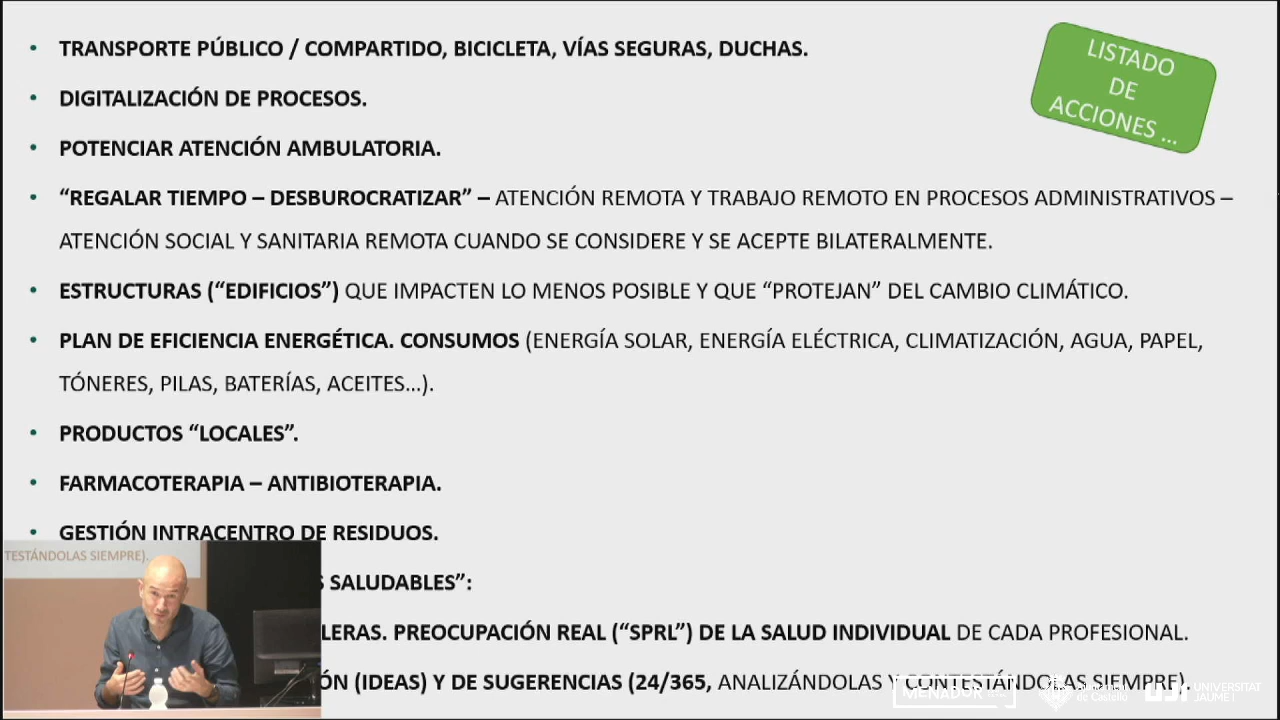 • TRANSPORTE PÚBLICO / COMPARTIDO, BICICLETA, VÍAS SEGURAS, DUCHAS.
LISTADO
DE
ACCIONES ...
• DIGITALIZACIÓN DE PROCESOS.
• POTENCIAR ATENCIÓN AMBULATORIA.
• “REGALAR TIEMPO – DESBUROCRATIZAR” – ATENCIÓN REMOTA Y TRABAJO REMOTO EN PROCESOS ADMINISTRATIVOS –
ATENCIÓN SOCIAL Y SANITARIA REMOTA CUANDO SE CONSIDERE Y SE ACEPTE BILATERALMENTE.
• ESTRUCTURAS (“EDIFICIOS”) QUE IMPACTEN LO MENOS POSIBLE Y QUE “PROTEJAN” DEL CAMBIO CLIMÁTICO.
• PLAN DE EFICIENCIA ENERGÉTICA. CONSUMOS (ENERGÍA SOLAR, ENERGÍA ELÉCTRICA, CLIMATIZACIÓN, AGUA, PAPEL,
TÓNERES, PILAS, BATERÍAS, ACEITES...).
• PRODUCTOS “LOCALES”.
• FARMACOTERAPIA – ANTIBIOTERAPIA.
• GESTIÓN INTRACENTRO DE RESIDUOS.
S SALUDABLES”:
LERAS. PREOCUPACIÓN REAL (“SPRL”) DE LA SALUD INDIVIDUAL DE CADA PROFESIONAL.
ÓN (IDEAS) Y DE SUGERENCIAS (24/365, ANALIZÁNDOLAS Y CONTESTÁNDOLAS SIEMPRE).
TESTÁNDOLAS SIEMPRE).
MENADOR
de Castelló
UNIVERSITAT
JAUME I